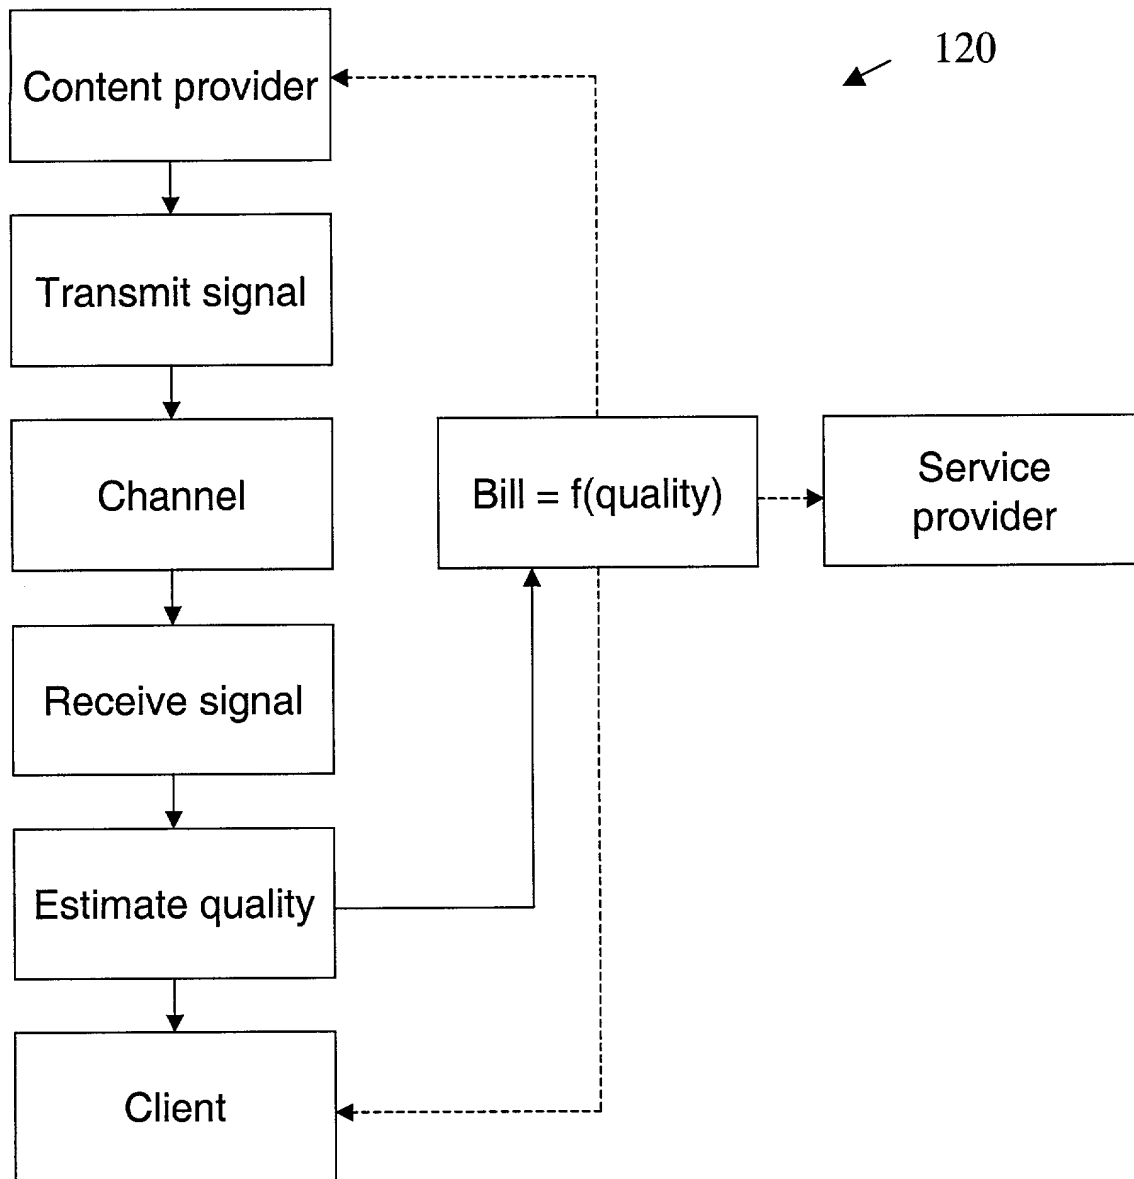 120
Content provider
Transmit signal
Channel
Bill = f(quality)
Service
provider
Receive signal
Estimate quality
Client